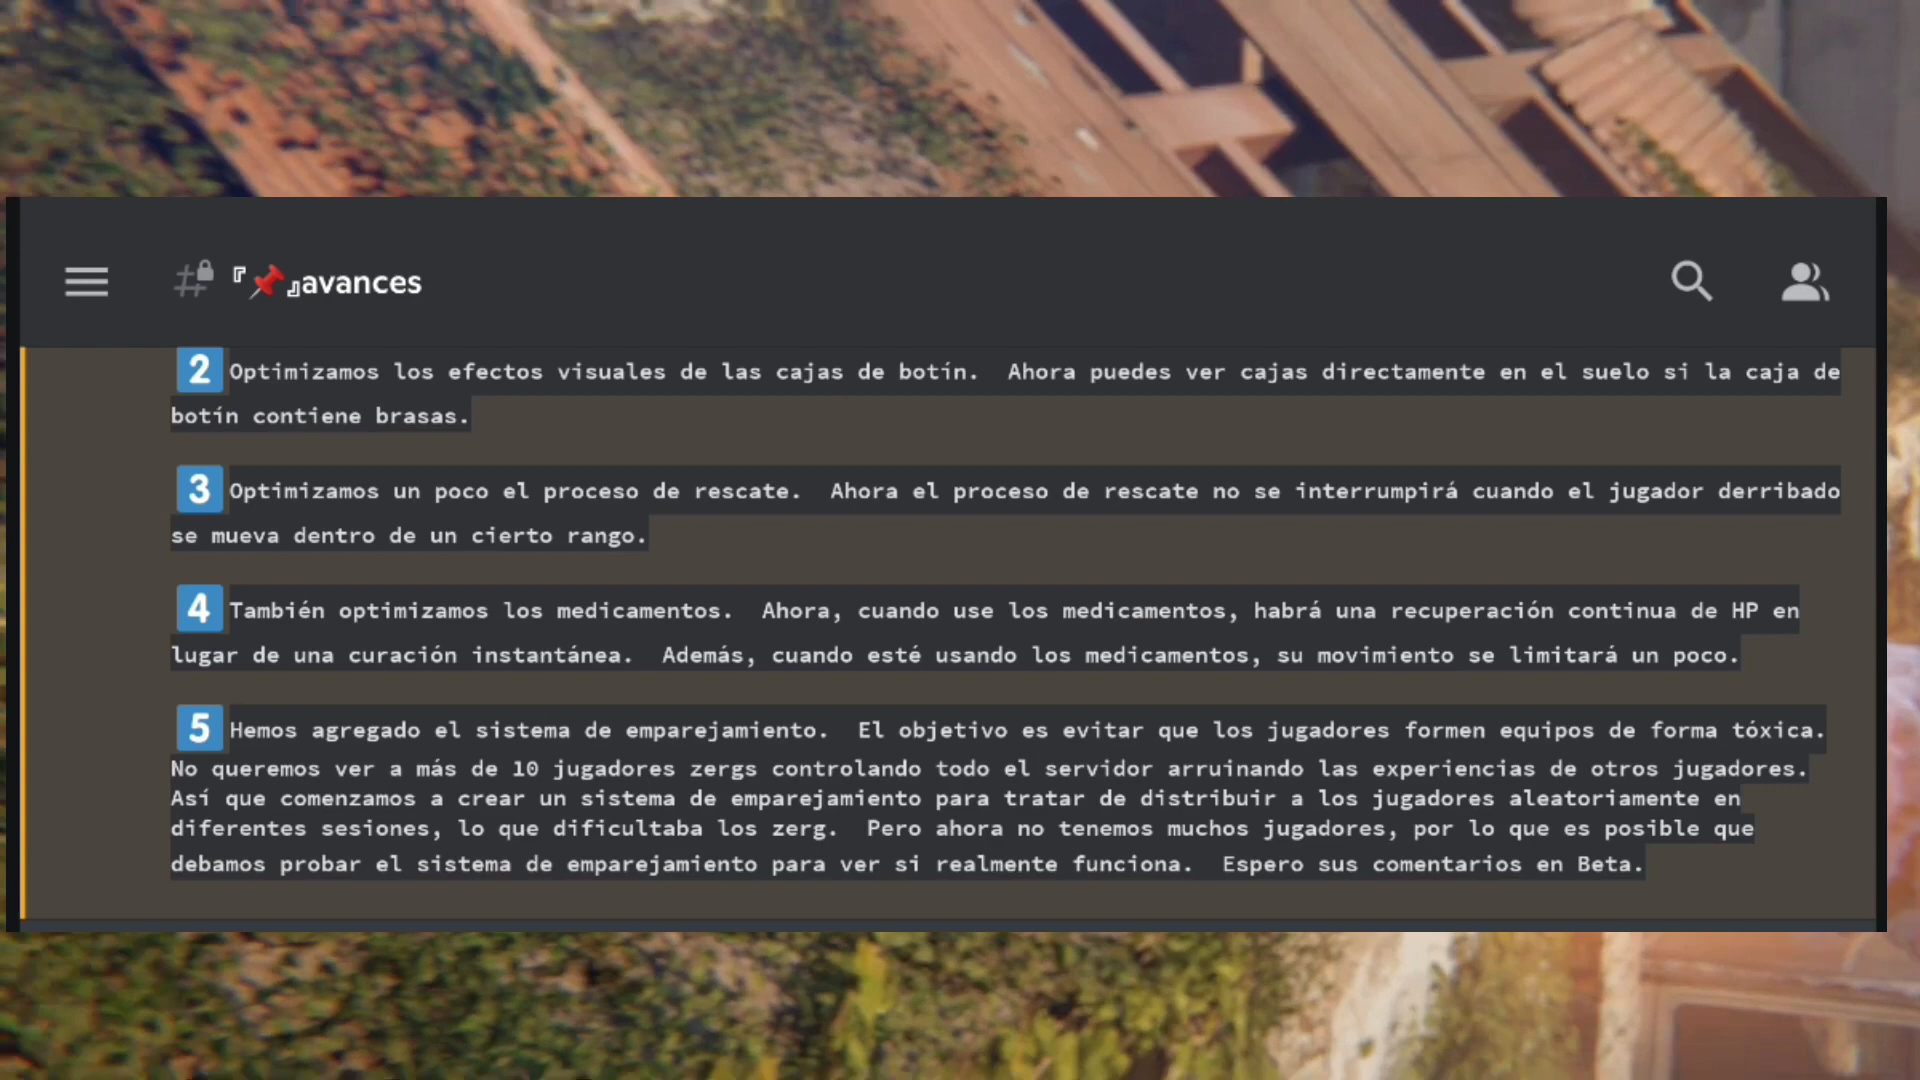 『📌』avances
2 Optimizamos los efectos visuales de las cajas de botín. Ahora puedes ver cajas directamente en el suelo si la caja de
botín contiene brasas.
3 Optimizamos un poco el proceso de rescate. Ahora el proceso de rescate no se interrumpirá cuando el jugador derribado
se mueva dentro de un cierto rango.
4 También optimizamos los medicamentos. Ahora, cuando use los medicamentos, habrá una recuperación continua de HP en
lugar de una curación instantánea. Además, cuando esté usando los medicamentos, su movimiento se limitará un poco.
5 Hemos agregado el sistema de emparejamiento. El objetivo es evitar que los jugadores formen equipos de forma tóxica.
No queremos ver a más de 10 jugadores zergs controlando todo el servidor arruinando las experiencias de otros jugadores.
Así que comenzamos a crear un sistema de emparejamiento para tratar de distribuir a los jugadores aleatoriamente en
diferentes sesiones, lo que dificultaba los zerg. Pero ahora no tenemos muchos jugadores, por lo que es posible que
debamos probar el sistema de emparejamiento para ver si realmente funciona. Espero sus comentarios en Beta.